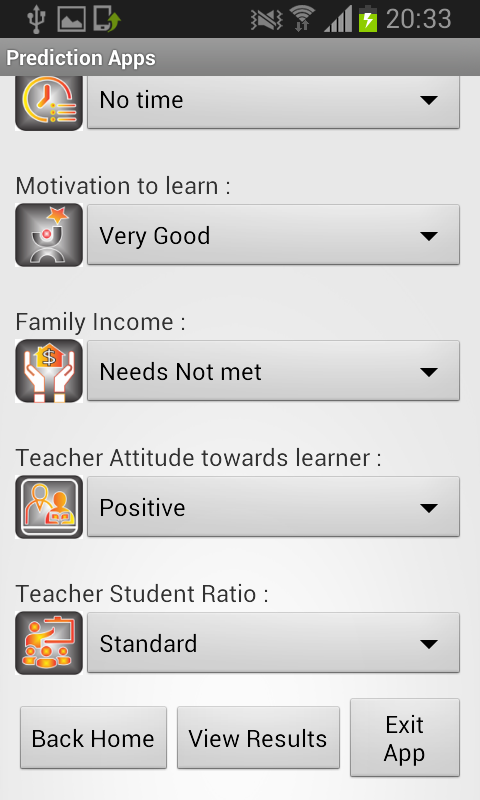 20:33
Prediction Apps
No time
Motivation to learn :
Very Good
Family Income :
$
Needs Not met
Teacher Attitude towards learner :
Positive
Teacher Student Ratio :
Standard
Back Home
View Results
Exit
App